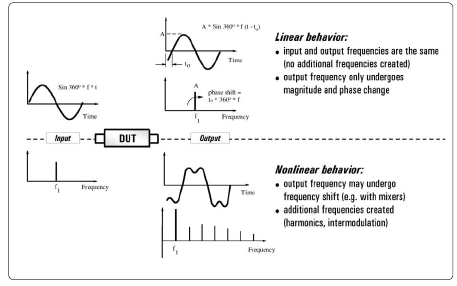 A * Sin 360° * f (t - t₀)
A
Time
t₀
Linear behavior:
• input and output frequencies are the same
(no additional frequencies created)
• output frequency only undergoes
magnitude and phase change
Sin 360° * f * t
Time
A
phase shift =
t₀ * 360° * f
f₁
Frequency
Input
DUT
Output
f₁
Frequency
Time
f₁
Frequency
Nonlinear behavior:
• output frequency may undergo
frequency shift (e.g. with mixers)
• additional frequencies created
(harmonics, intermodulation)